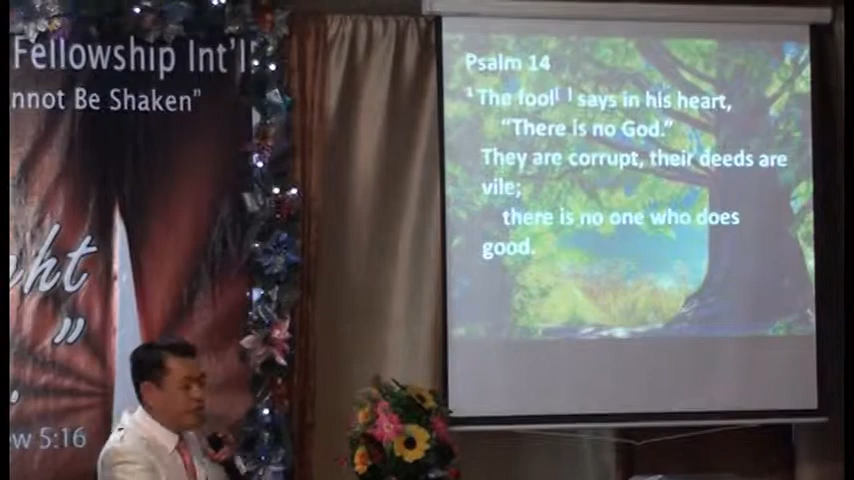 Fellowship Int'l
nnot Be Shaken"
ght
t
"
w 5:16
Psalm 14
1 The fool[ ] says in his heart,
"There is no God."
They are corrupt, their deeds are
vile;
there is no one who does
good.